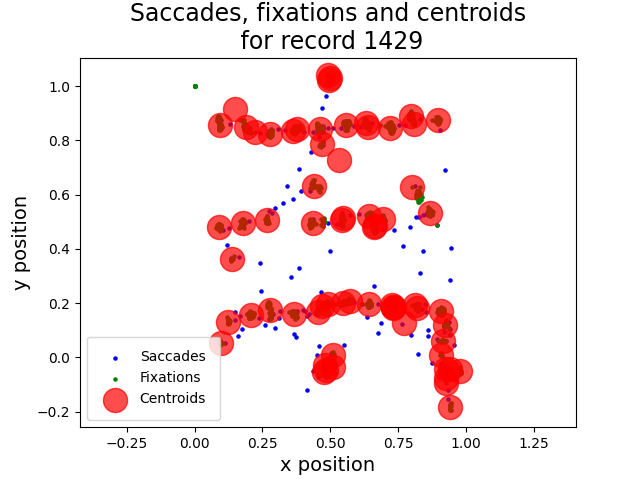 Saccades, fixations and centroids
for record 1429
y position
1.0
0.8
0.6
0.4
0.2
0.0
−0.2
Saccades
Fixations
Centroids
−0.25
0.00
0.25
0.50
0.75
1.00
1.25
x position